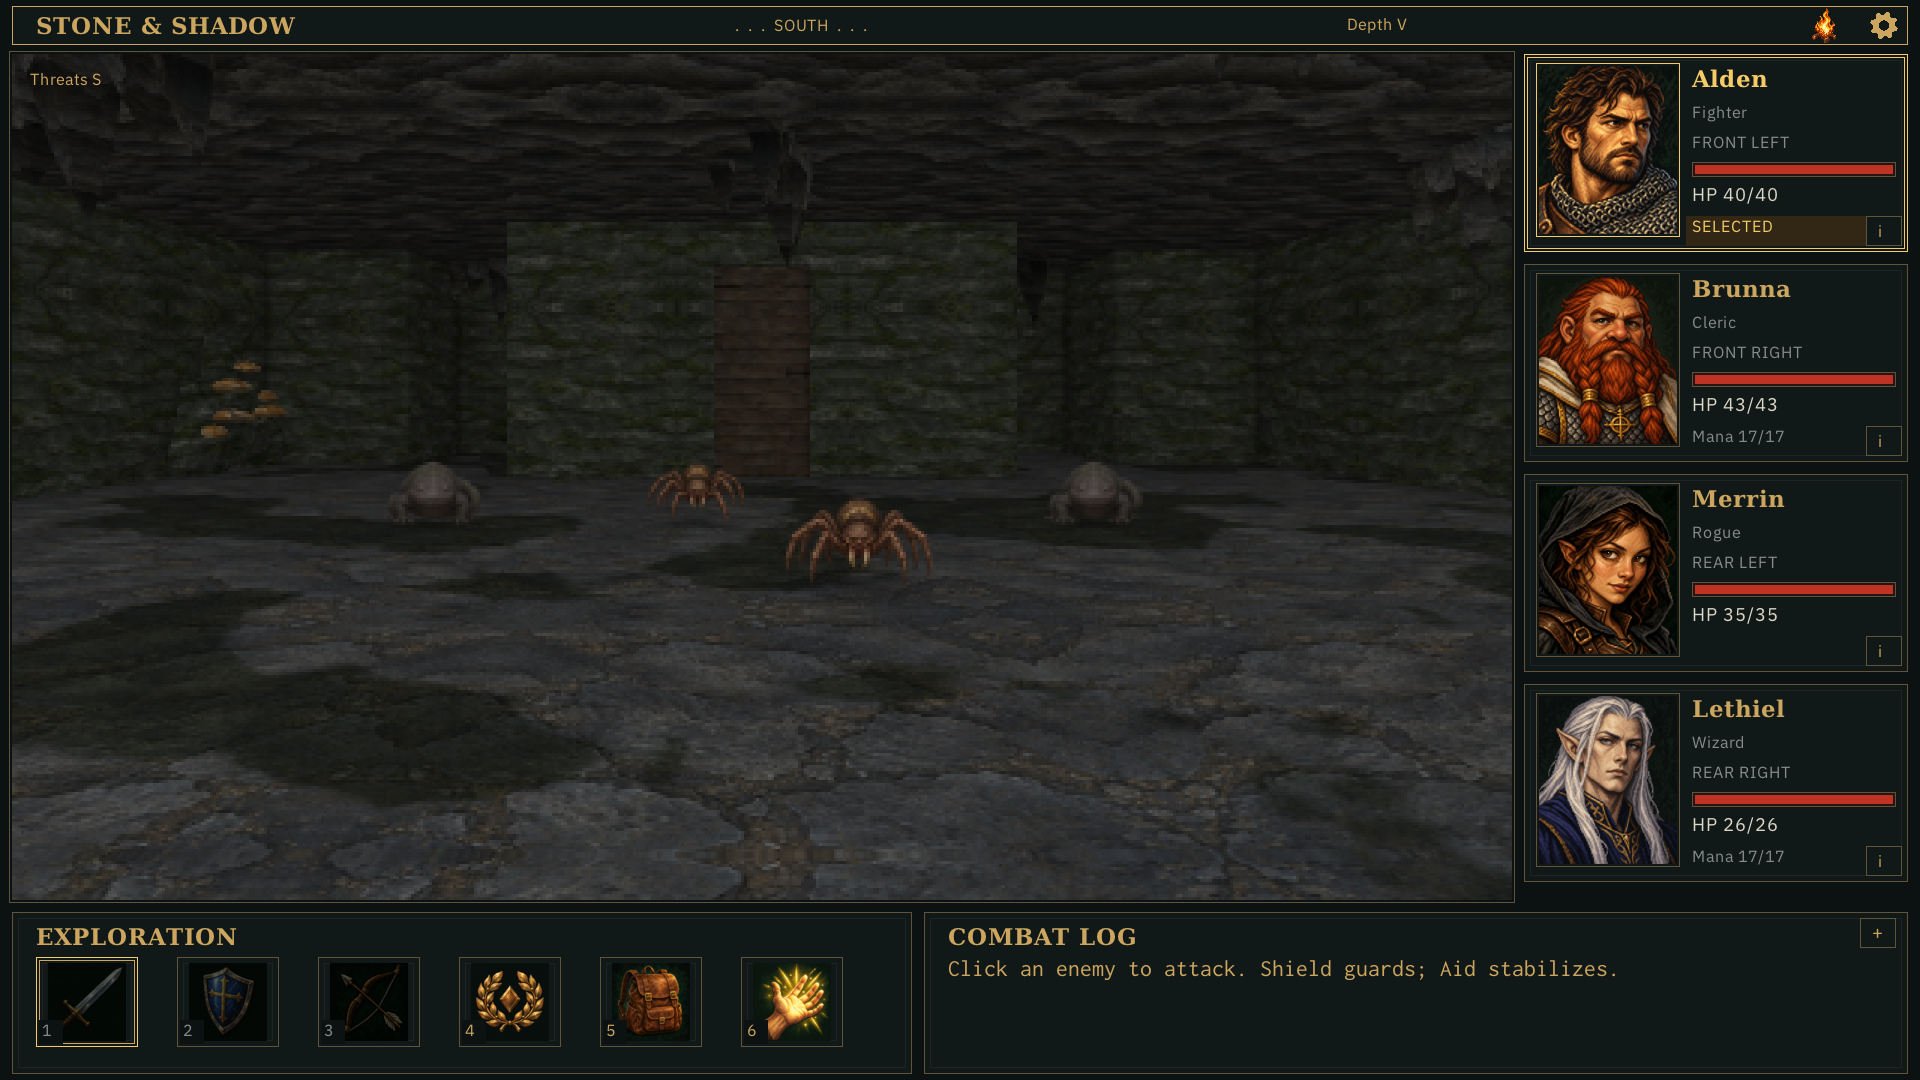 STONE & SHADOW
. . . SOUTH . . .
Depth V
Threats S
Alden
Fighter
FRONT LEFT
HP 40/40
SELECTED
i
Brunna
Cleric
FRONT RIGHT
HP 43/43
Mana 17/17
i
Merrin
Rogue
REAR LEFT
HP 35/35
i
Lethiel
Wizard
REAR RIGHT
HP 26/26
Mana 17/17
i
EXPLORATION
1
2
3
4
5
6
COMBAT LOG
+
Click an enemy to attack. Shield guards; Aid stabilizes.